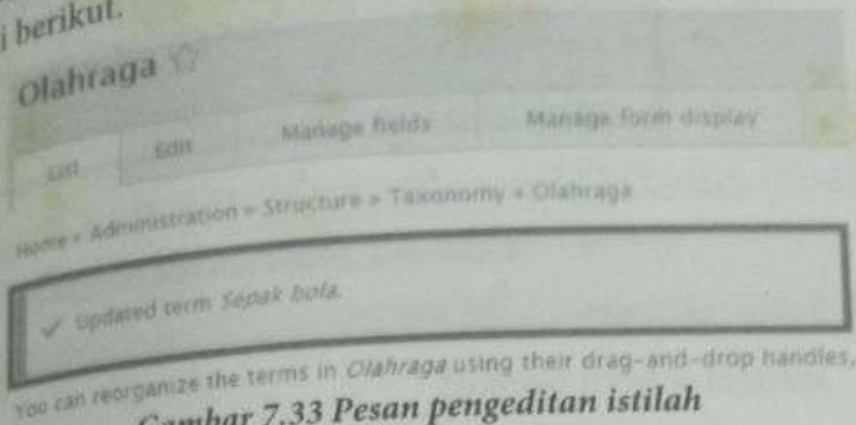 i berikut.
Olahraga ☆
List Edit Manage fields Manage form display
Home » Administration » Structure » Taxonomy » Olahraga
✓ Updated term Sepak bola.
You can reorganize the terms in Olahraga using their drag-and-drop handles,
Gambar 7.33 Pesan pengeditan istilah